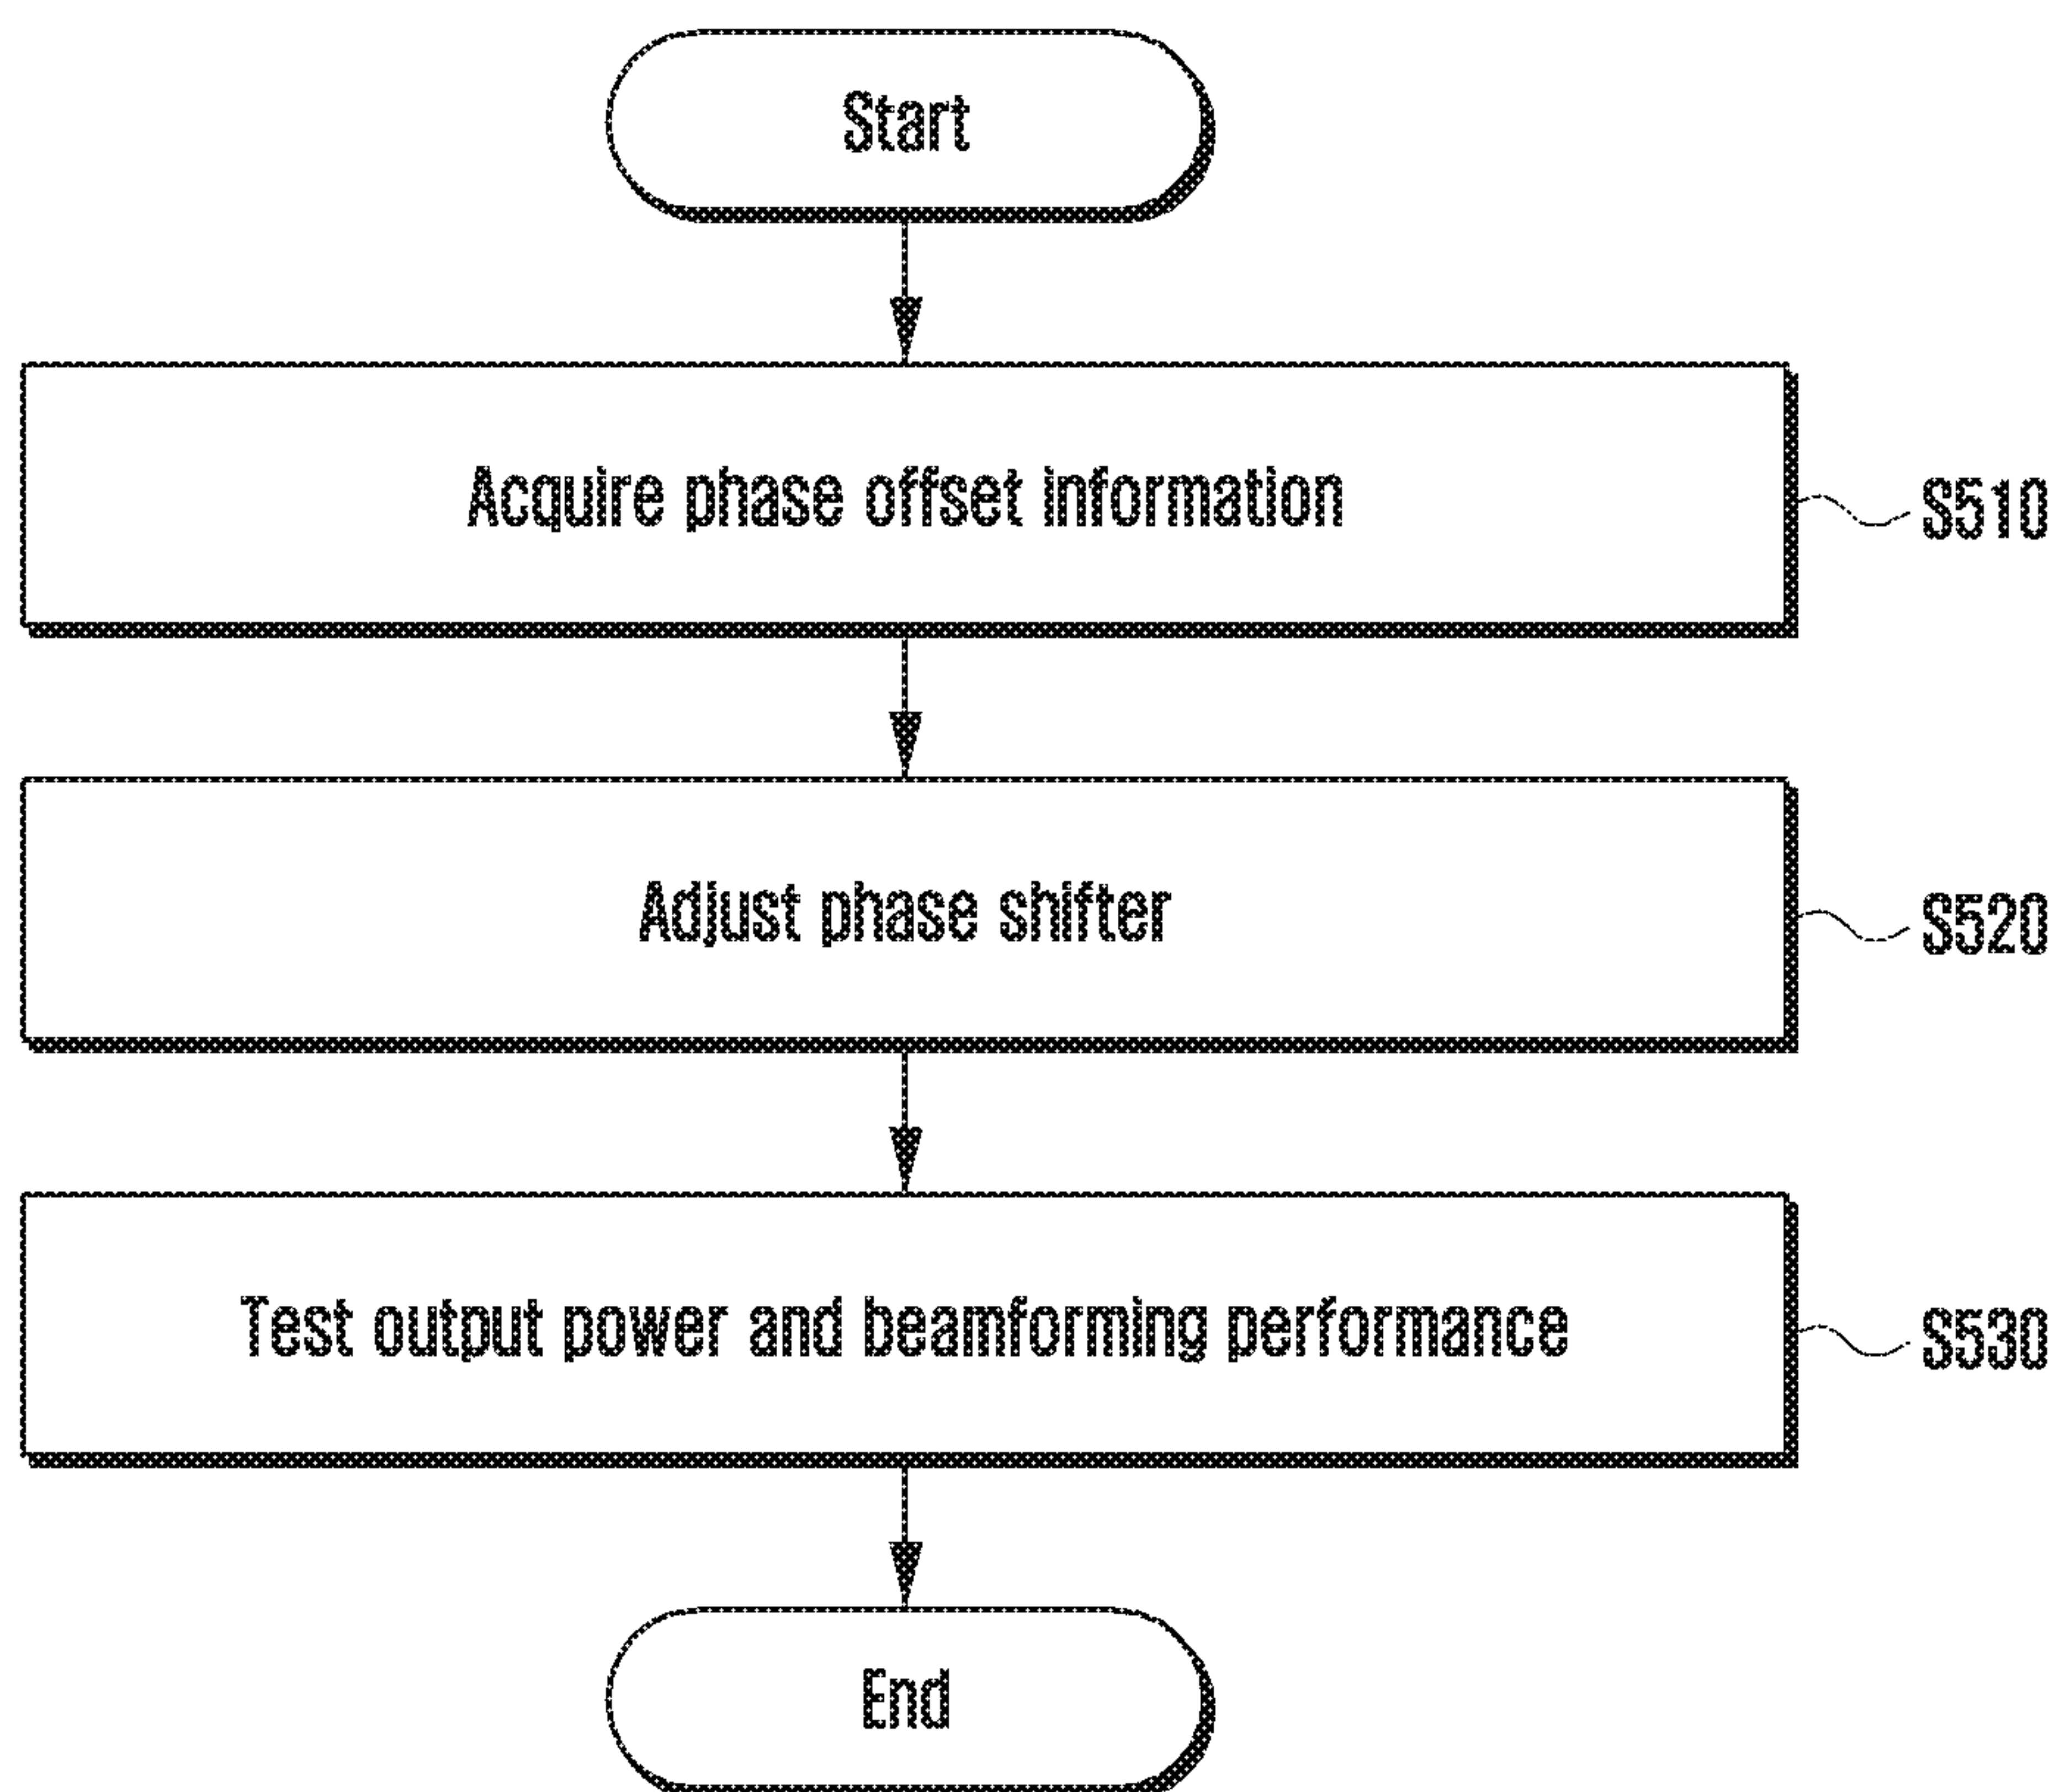 Start
Acquire phase offset information
S510
Adjust phase shifter
S520
Test output power and beamforming performance
S530
End